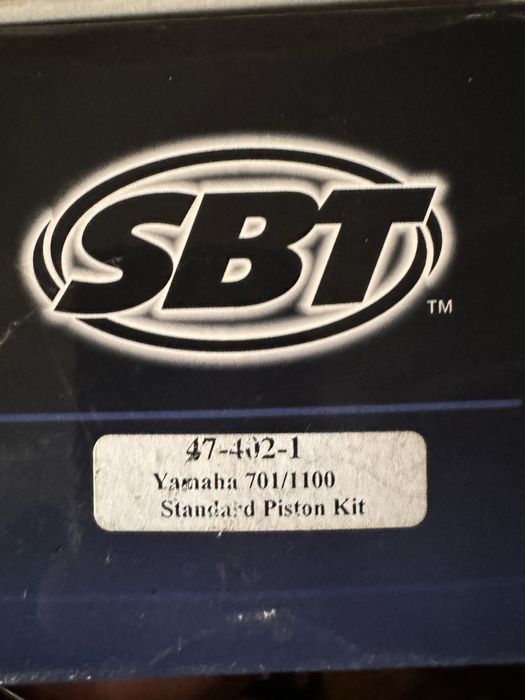 SBT
TM
47-402-1
Yamaha 701/1100
Standard Piston Kit